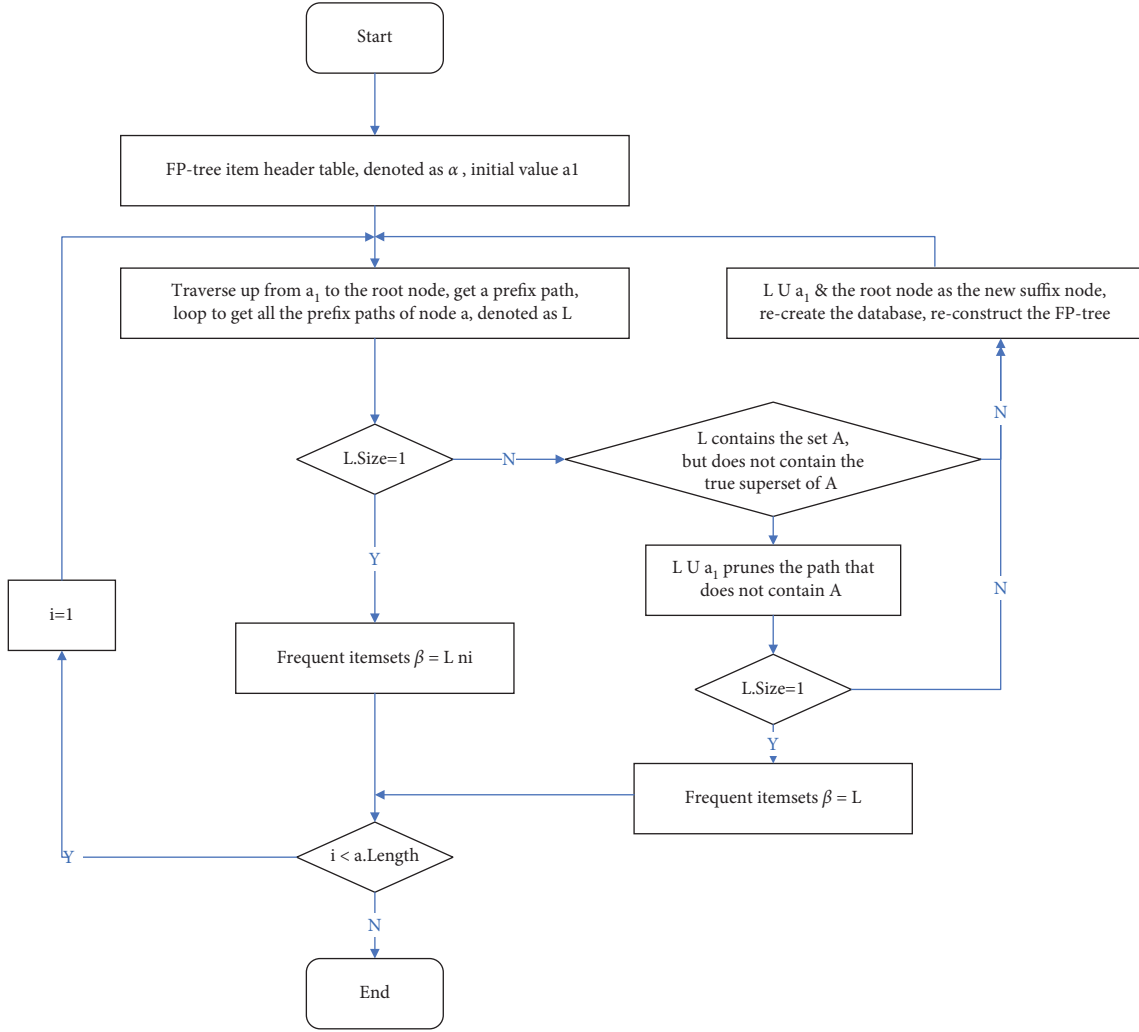 Start
FP-tree item header table, denoted as α , initial value a1
Traverse up from a₁ to the root node, get a prefix path,
loop to get all the prefix paths of node a, denoted as L
L U a₁ & the root node as the new suffix node,
re-create the database, re-construct the FP-tree
L.Size=1
N
L contains the set A,
but does not contain the
true superset of A
N
Y
L U a₁ prunes the path that
does not contain A
N
i=1
Frequent itemsets β = L ni
L.Size=1
Y
Frequent itemsets β = L
i < a.Length
Y
N
End